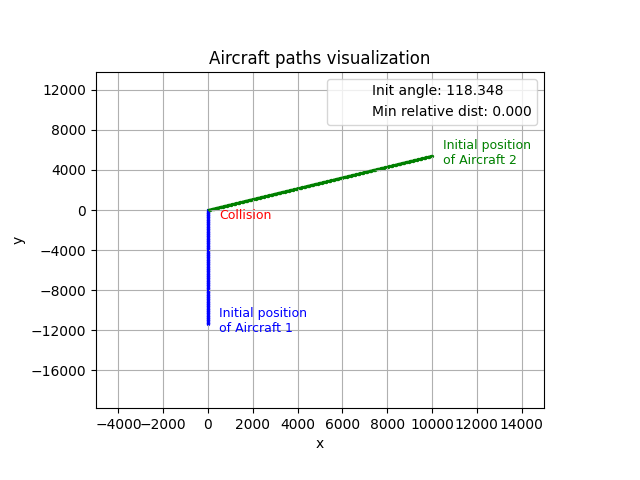 Aircraft paths visualization
Init angle: 118.348
Min relative dist: 0.000
Initial position
of Aircraft 2
Collision
Initial position
of Aircraft 1
12000
8000
4000
0
−4000
−8000
−12000
−16000
y
−4000 −2000 0 2000 4000 6000 8000 10000 12000 14000
x